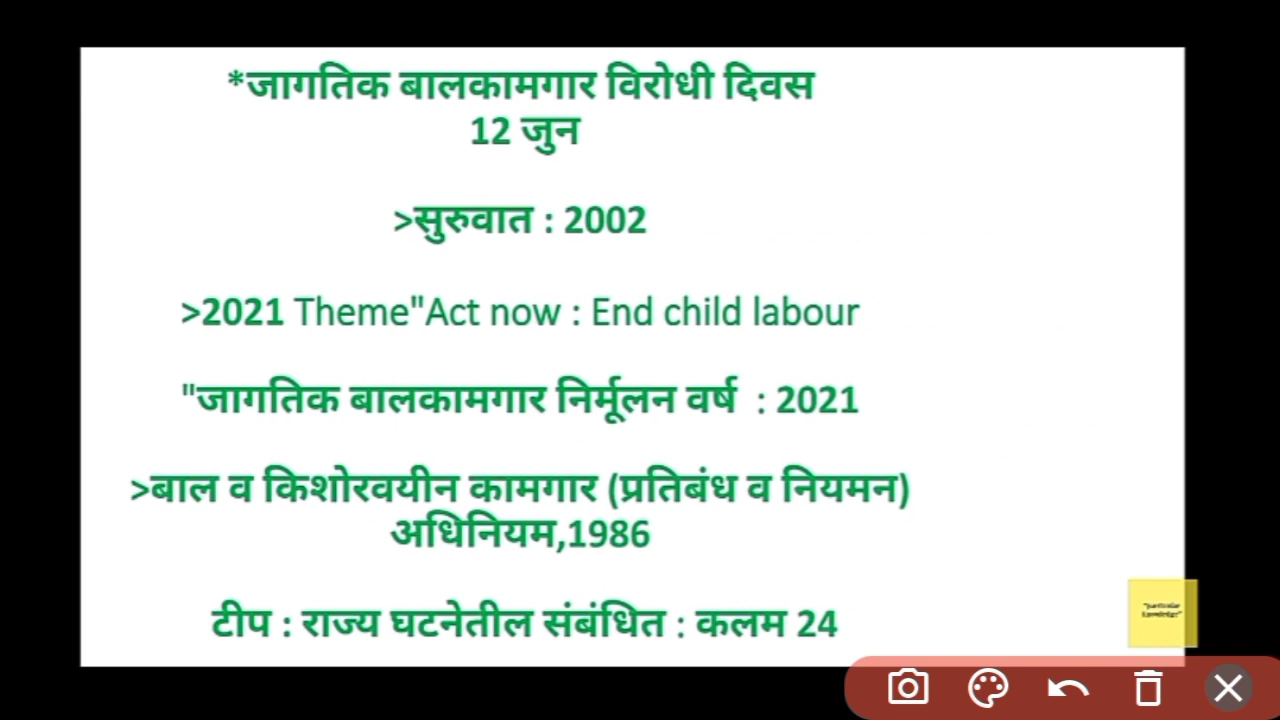 *जागतिक बालकामगार विरोधी दिवस
12 जुन
>सुरुवात : 2002
>2021 Theme"Act now : End child labour
"जागतिक बालकामगार निर्मूलन वर्ष : 2021
>बाल व किशोरवयीन कामगार (प्रतिबंध व नियमन)
अधिनियम,1986
टीप : राज्य घटनेतील संबंधित : कलम 24